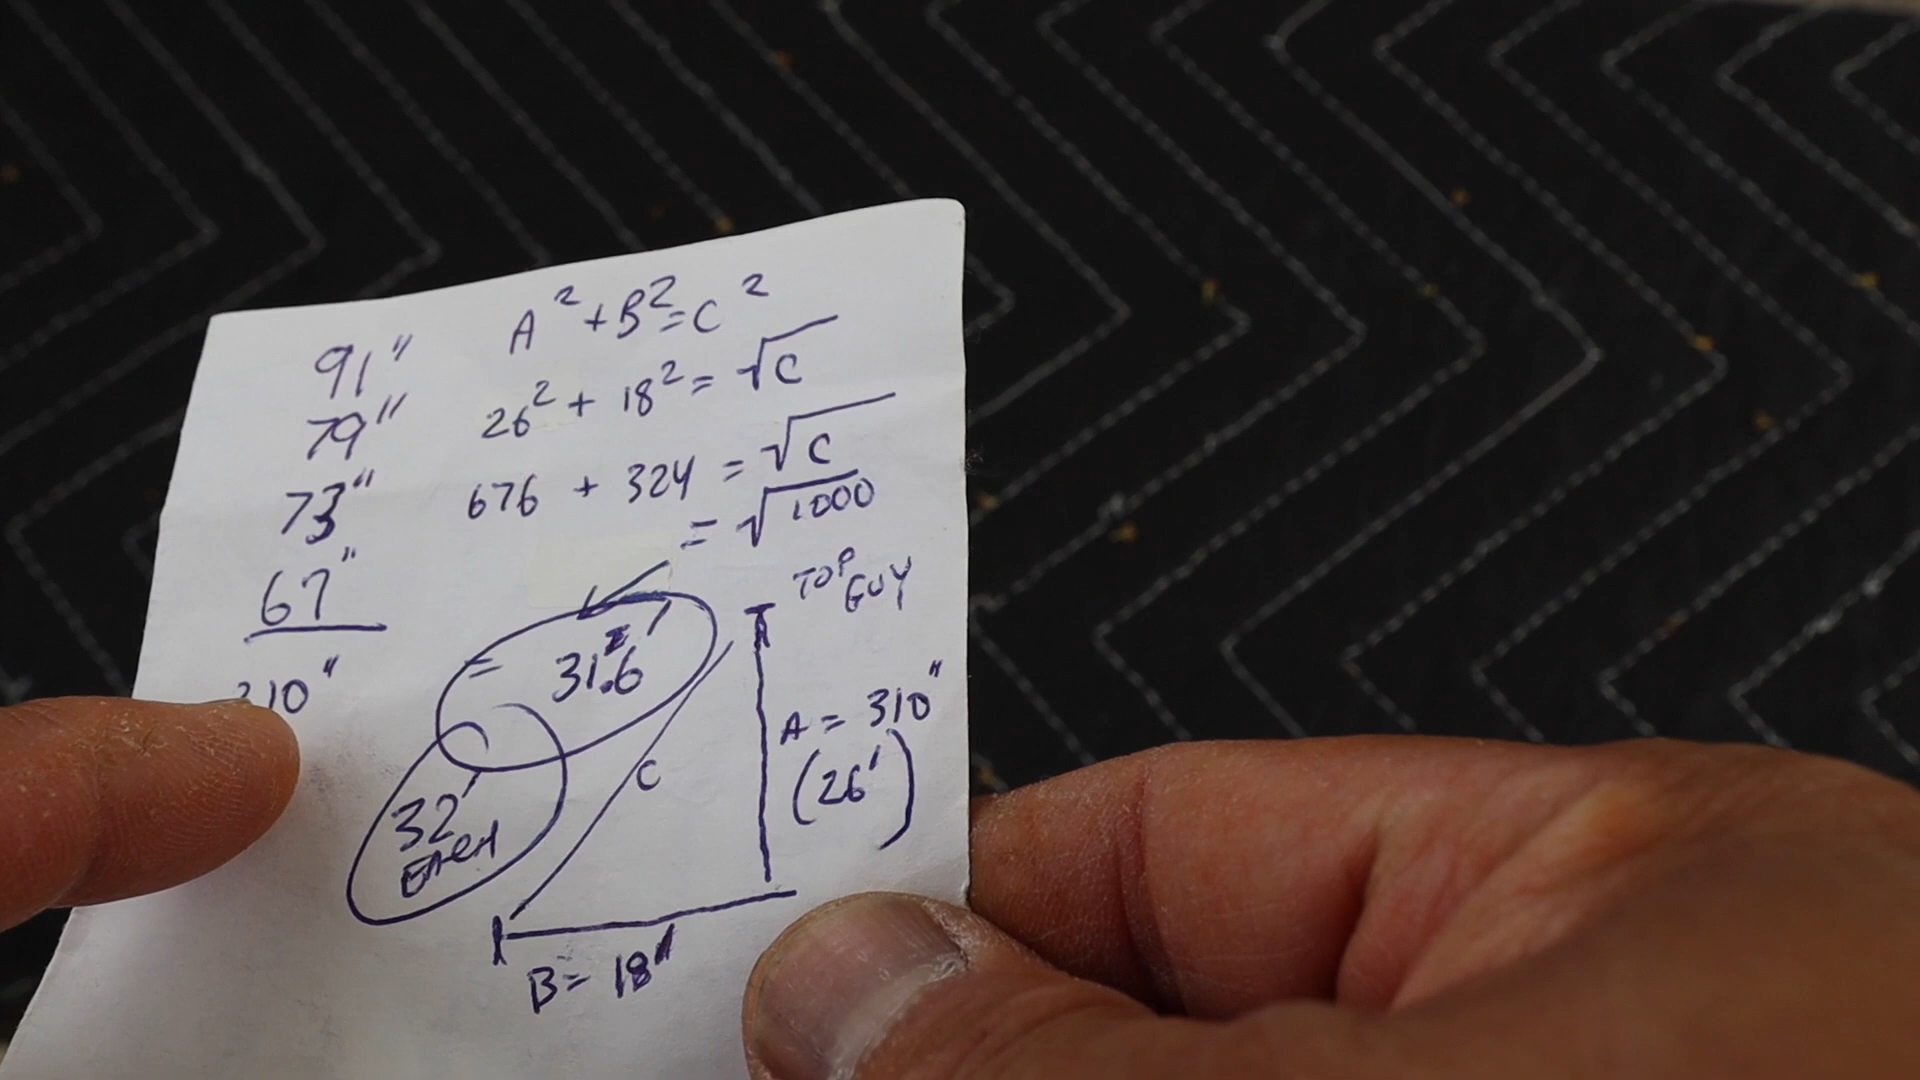 91"
79"
73"
67"
310"
A² + B² = C²
26² + 18² = √C
676 + 324 = √C
= √1000
= 31.6'
32'
EACH
TOP
GUY
A = 310"
(26')
C
B = 18'